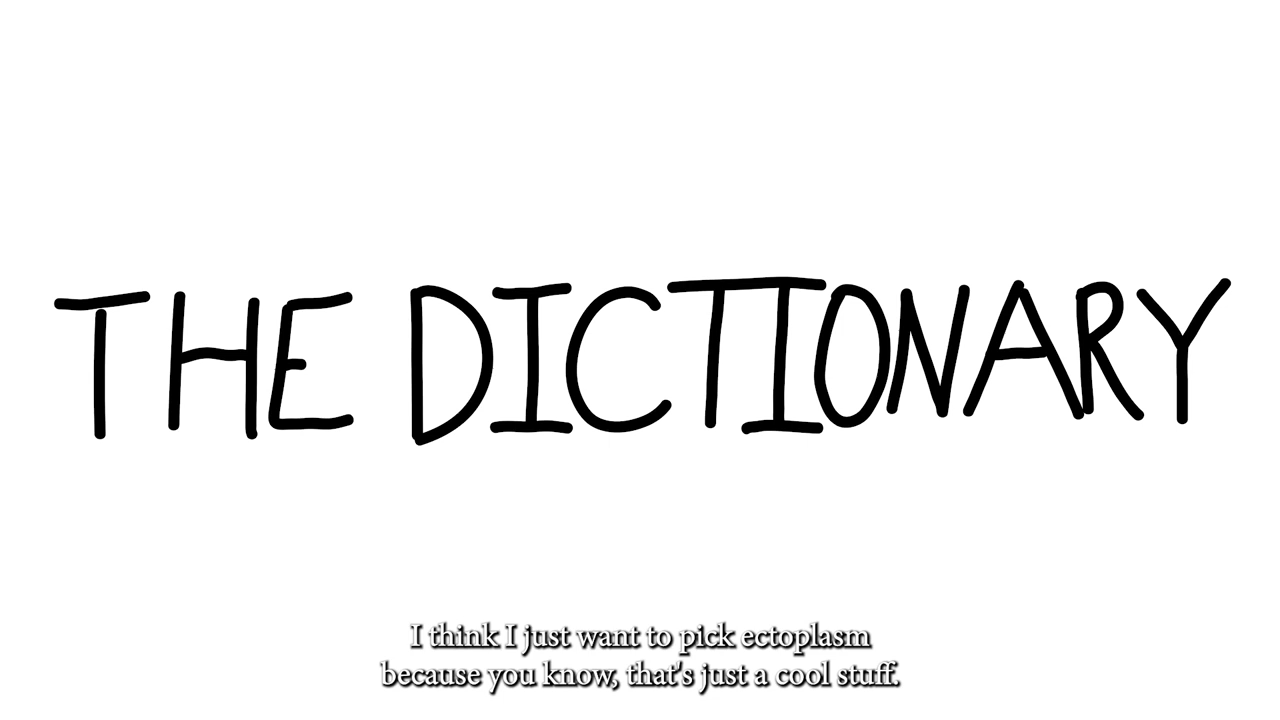 THE DICTIONARY
I think I just want to pick ectoplasm
because you know, that's just a cool stuff.